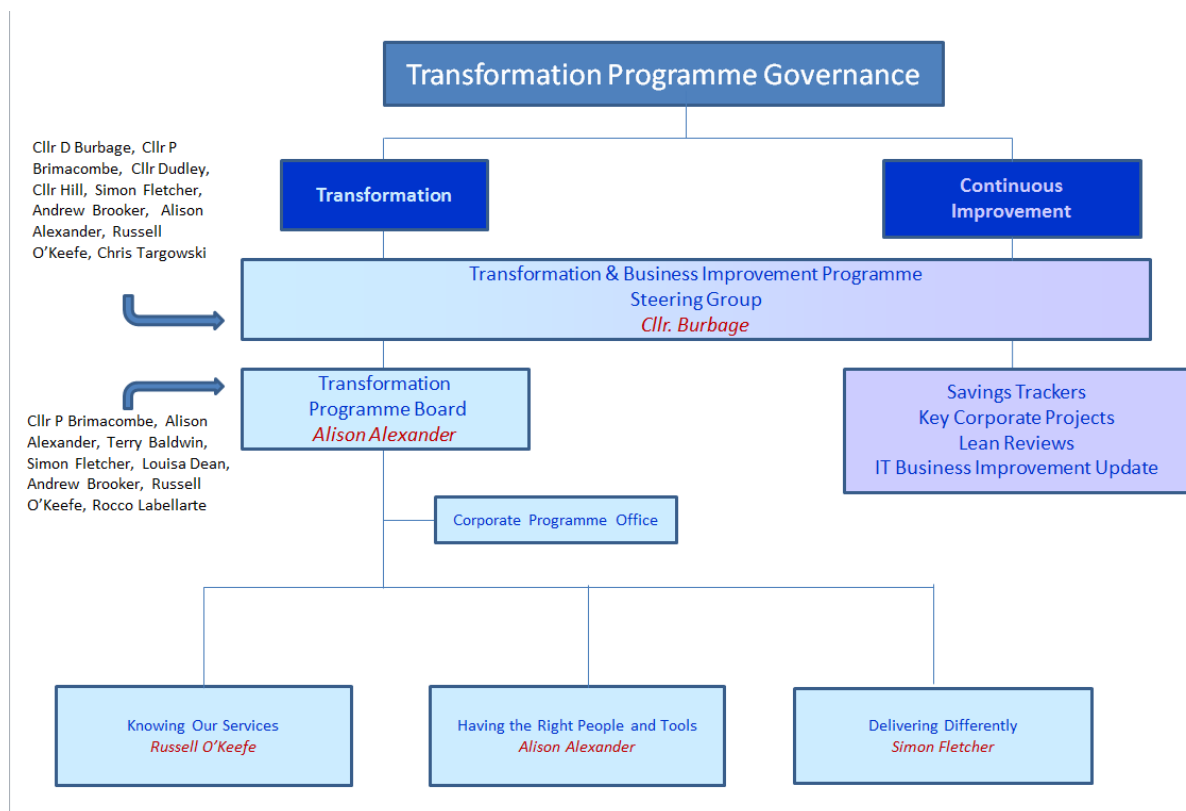 Transformation Programme Governance
Cllr D Burbage, Cllr P
Brimacombe, Cllr Dudley,
Cllr Hill, Simon Fletcher,
Andrew Brooker, Alison
Alexander, Russell
O’Keefe, Chris Targowski
Transformation
Continuous
Improvement
Transformation & Business Improvement Programme
Steering Group
Cllr. Burbage
Transformation
Programme Board
Alison Alexander
Savings Trackers
Key Corporate Projects
Lean Reviews
IT Business Improvement Update
Cllr P Brimacombe, Alison
Alexander, Terry Baldwin,
Simon Fletcher, Louisa Dean,
Andrew Brooker, Russell
O’Keefe, Rocco Labellarte
Corporate Programme Office
Knowing Our Services
Russell O’Keefe
Having the Right People and Tools
Alison Alexander
Delivering Differently
Simon Fletcher